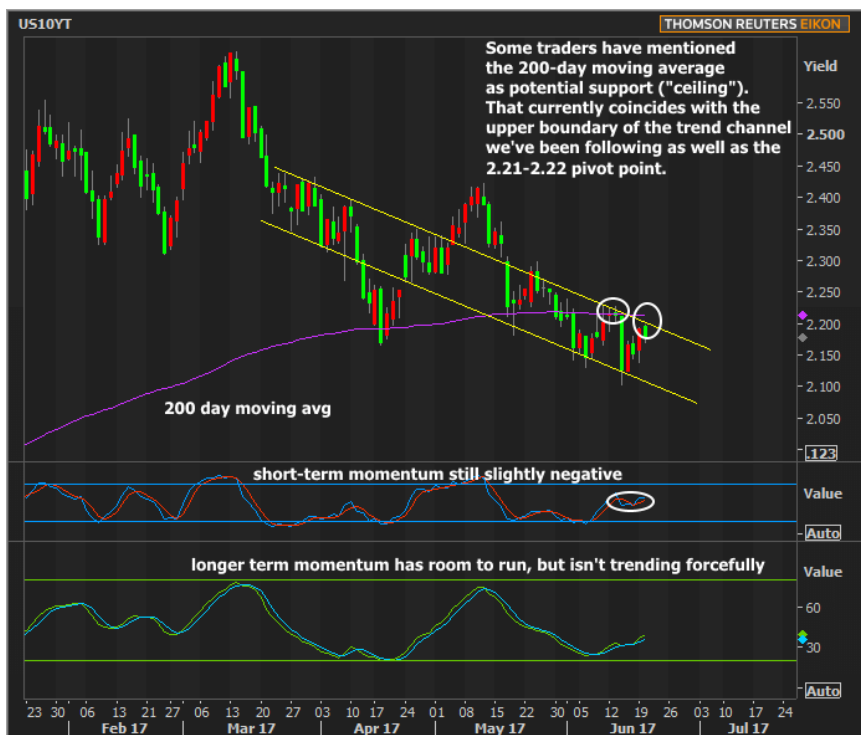 US10YT
THOMSON REUTERS EIKON
Some traders have mentioned
the 200-day moving average
as potential support ("ceiling").
That currently coincides with the
upper boundary of the trend channel
we've been following as well as the
2.21-2.22 pivot point.
Yield
2.550
2.500
2.450
2.400
2.350
2.300
2.250
2.200
2.150
2.100
2.050
.123
200 day moving avg
short-term momentum still slightly negative
Value
Auto
longer term momentum has room to run, but isn't trending forcefully
Value
60
30
Auto
23 30 06 13 21 27 06 13 20 27 03 10 17 24 01 08 15 22 30 05 12 19 26 03 10 17 24
Feb 17 Mar 17 Apr 17 May 17 Jun 17 Jul 17